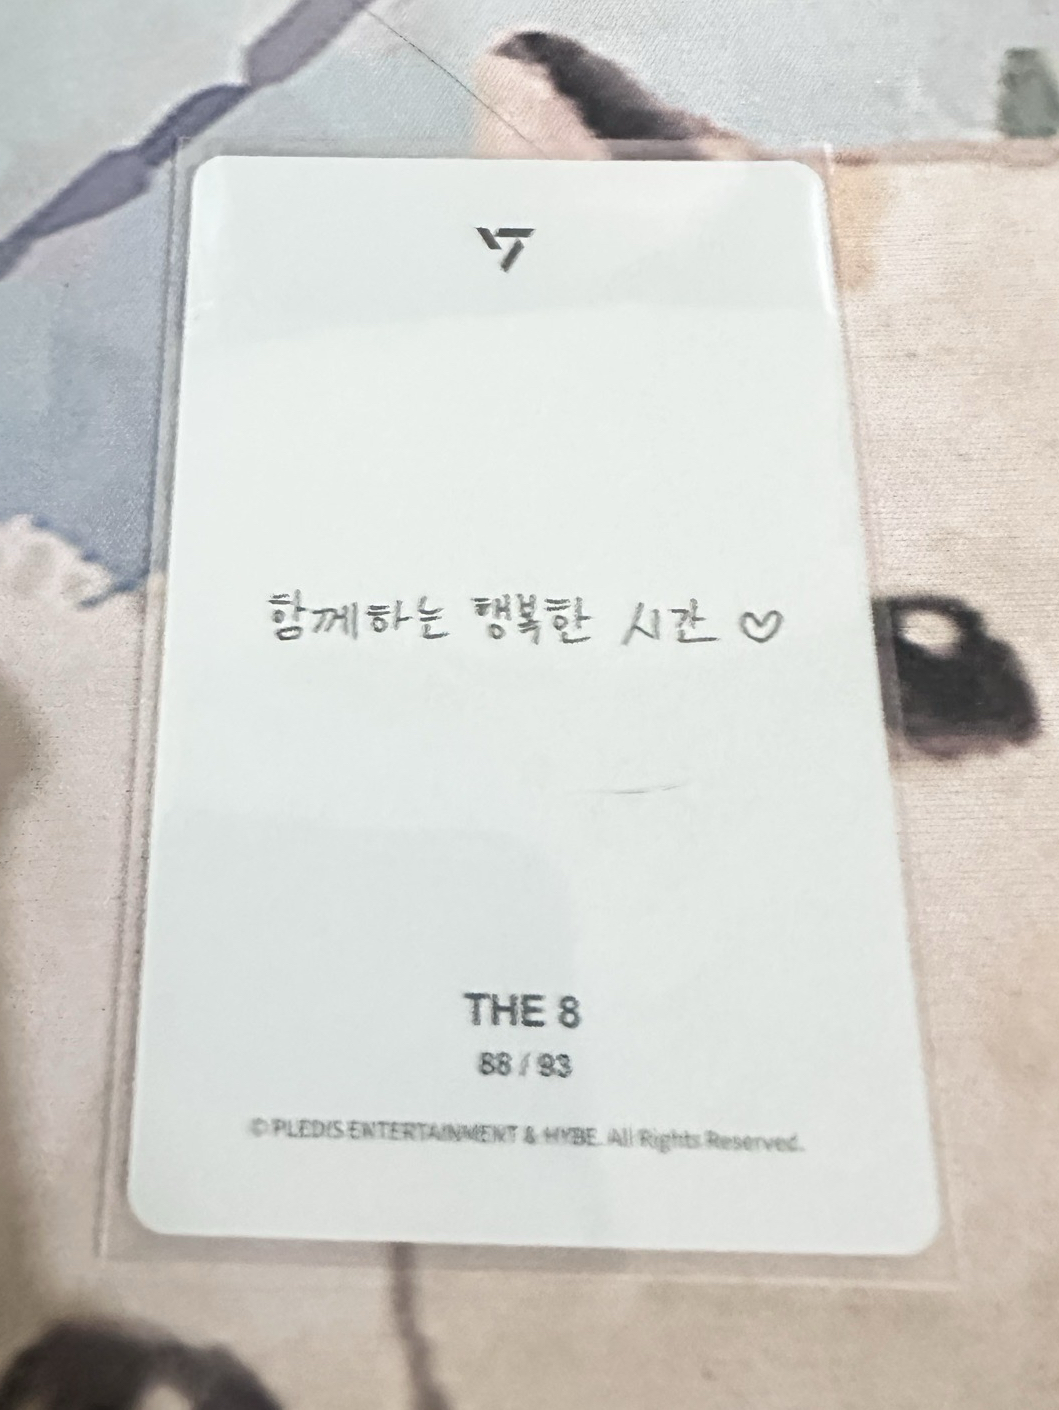 함께하는 행복한 시간 ♡
THE 8
88 / 93
© PLEDIS ENTERTAINMENT & HYBE. All Rights Reserved.